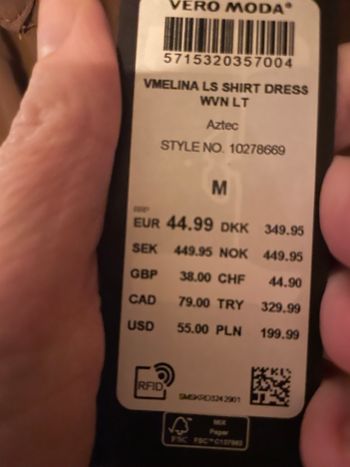 VERO MODA®
5715320357004
VMELINA LS SHIRT DRESS
WVN LT
Aztec
STYLE NO. 10278669
M
RRP
EUR 44.99 DKK 349.95
SEK 449.95 NOK 449.95
GBP 38.00 CHF 44.90
CAD 79.00 TRY 329.99
USD 55.00 PLN 199.99
RFID
MIX
Paper
FSC